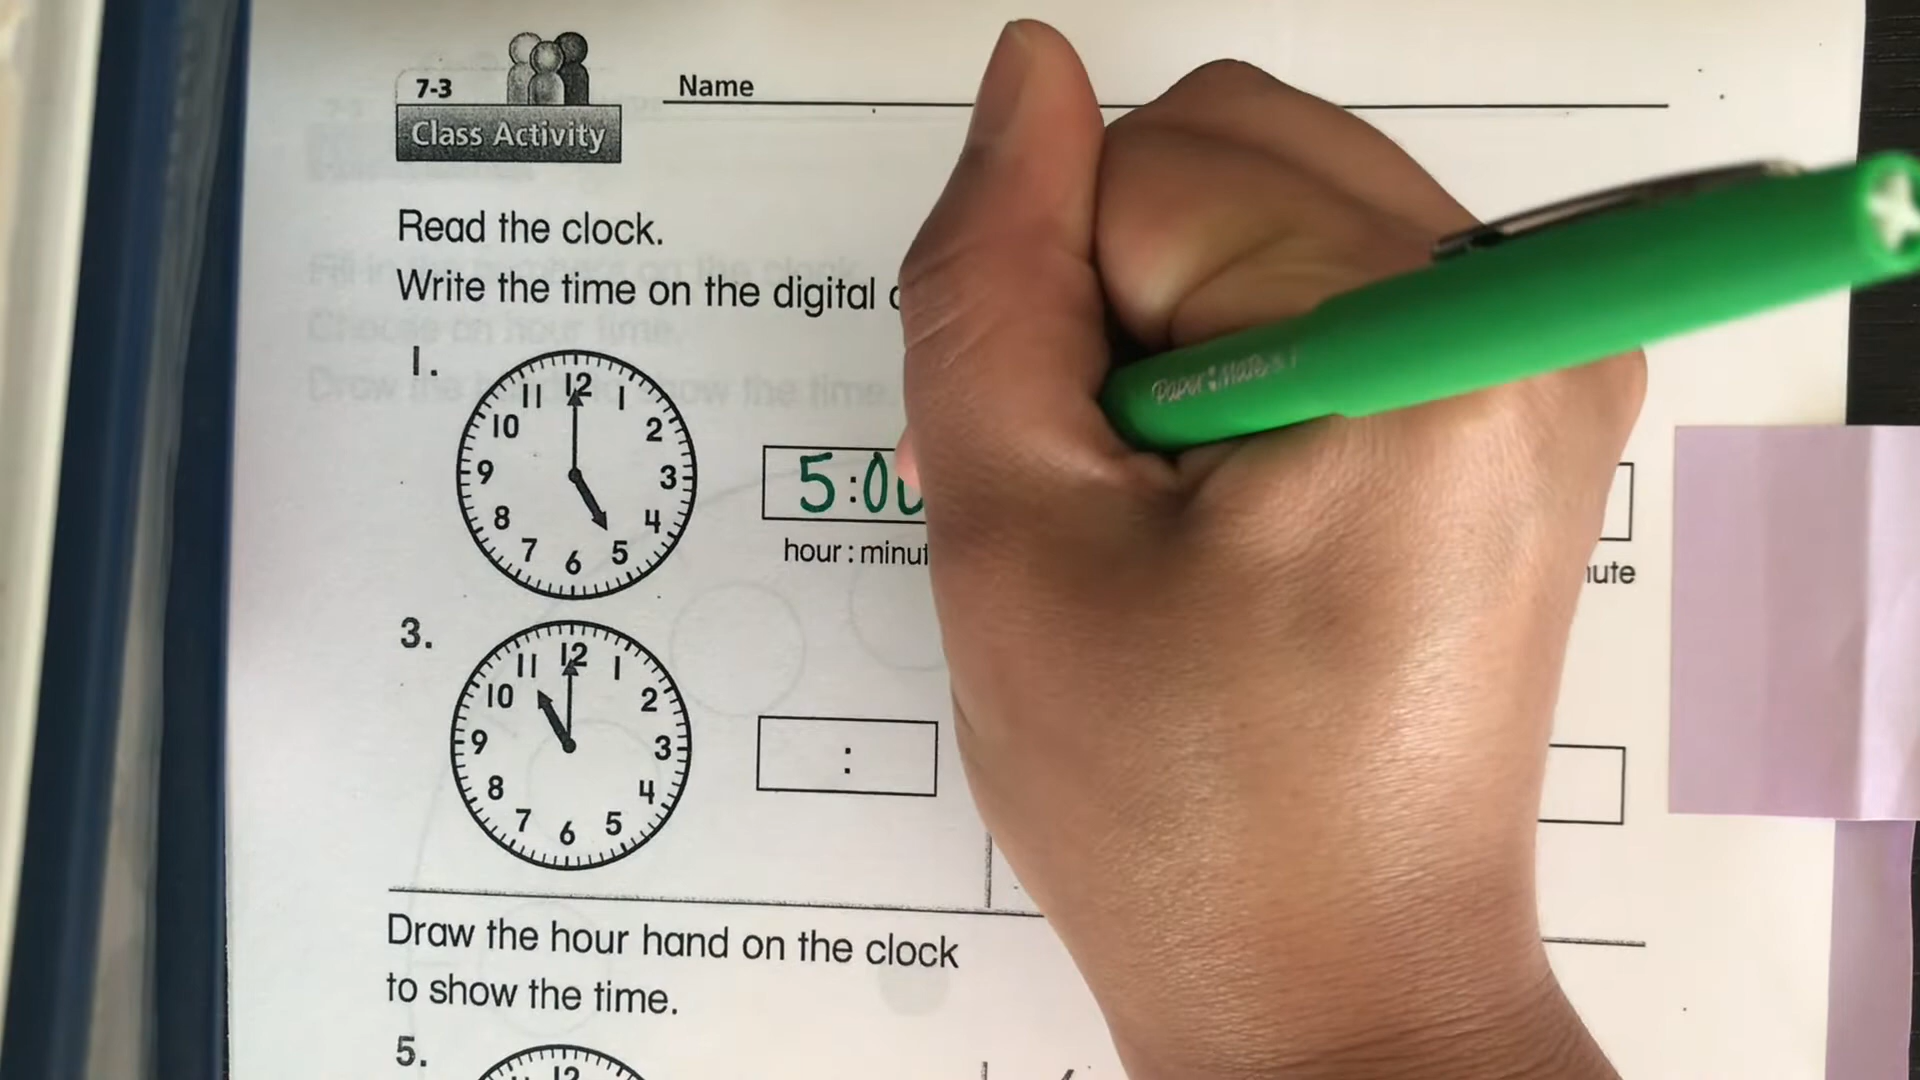 7-3
Name
Class Activity
Read the clock.
Write the time on the digital
1.
11 12 1
10 2
9 3
8 4
7 6 5
5:00
hour : minut
ute
3.
11 12 1
10 2
9 3
8 4
7 6 5
:
Draw the hour hand on the clock
to show the time.
5.
12
Paper Mate